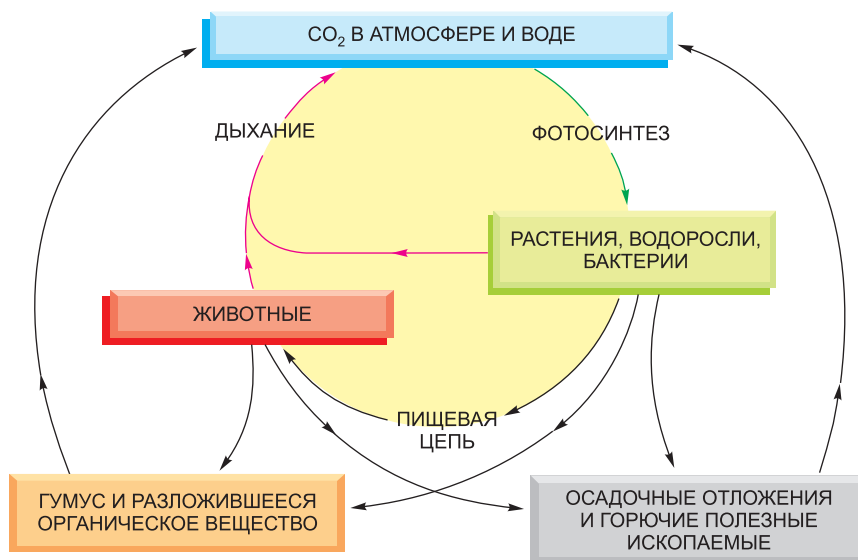 CO₂ В АТМОСФЕРЕ И ВОДЕ
ДЫХАНИЕ
ФОТОСИНТЕЗ
РАСТЕНИЯ, ВОДОРОСЛИ,
БАКТЕРИИ
ЖИВОТНЫЕ
ПИЩЕВАЯ
ЦЕПЬ
ГУМУС И РАЗЛОЖИВШЕЕСЯ
ОРГАНИЧЕСКОЕ ВЕЩЕСТВО
ОСАДОЧНЫЕ ОТЛОЖЕНИЯ
И ГОРЮЧИЕ ПОЛЕЗНЫЕ
ИСКОПАЕМЫЕ